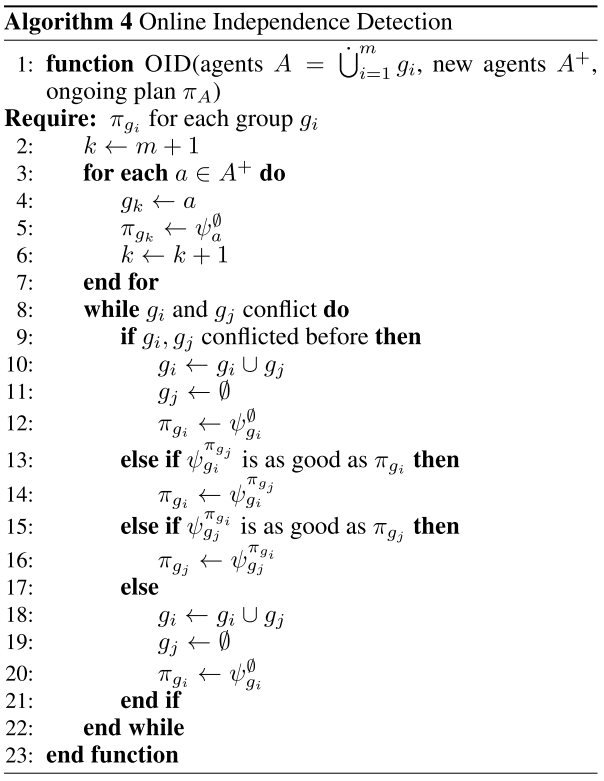 Algorithm 4 Online Independence Detection
1: function OID(agents $A = \dot{\bigcup}_{i=1}^{m} g_i$, new agents $A^+$,
ongoing plan $\pi_A$)
Require: $\pi_{g_i}$ for each group $g_i$
2: $k \leftarrow m + 1$
3: for each $a \in A^+$ do
4: $g_k \leftarrow a$
5: $\pi_{g_k} \leftarrow \psi_a^{\emptyset}$
6: $k \leftarrow k + 1$
7: end for
8: while $g_i$ and $g_j$ conflict do
9: if $g_i, g_j$ conflicted before then
10: $g_i \leftarrow g_i \cup g_j$
11: $g_j \leftarrow \emptyset$
12: $\pi_{g_i} \leftarrow \psi_{g_i}^{\emptyset}$
13: else if $\psi_{g_i}^{\pi_{g_j}}$ is as good as $\pi_{g_i}$ then
14: $\pi_{g_i} \leftarrow \psi_{g_i}^{\pi_{g_j}}$
15: else if $\psi_{g_j}^{\pi_{g_i}}$ is as good as $\pi_{g_j}$ then
16: $\pi_{g_j} \leftarrow \psi_{g_j}^{\pi_{g_i}}$
17: else
18: $g_i \leftarrow g_i \cup g_j$
19: $g_j \leftarrow \emptyset$
20: $\pi_{g_i} \leftarrow \psi_{g_i}^{\emptyset}$
21: end if
22: end while
23: end function